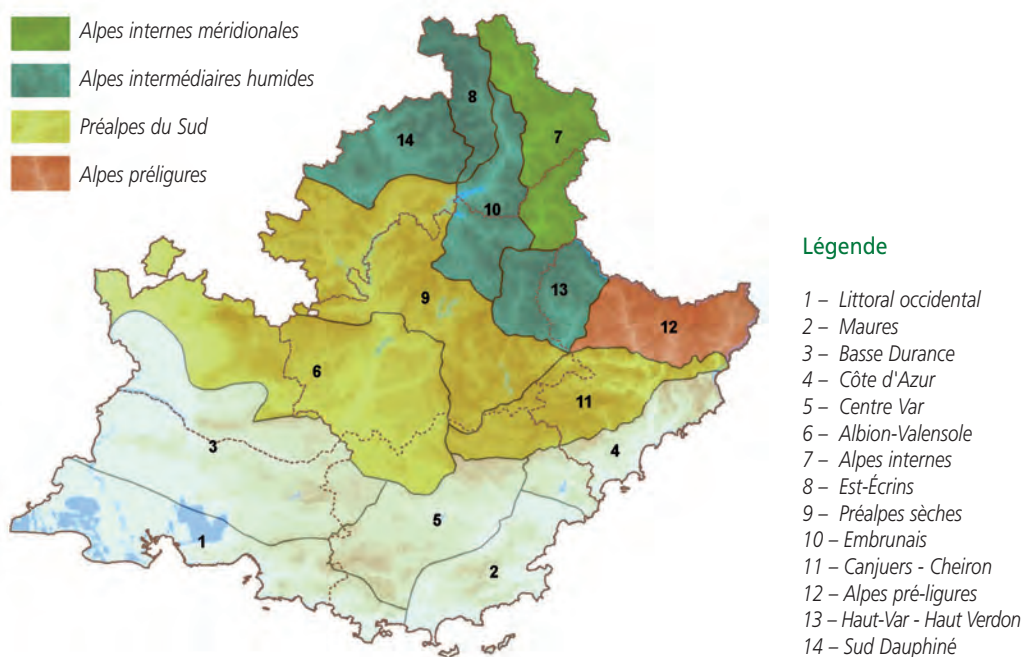 Alpes internes méridionales
Alpes intermédiaires humides
Préalpes du Sud
Alpes préligures
8
14
7
10
9
13
12
6
11
3
4
5
1
2
Légende
1 – Littoral occidental
2 – Maures
3 – Basse Durance
4 – Côte d'Azur
5 – Centre Var
6 – Albion-Valensole
7 – Alpes internes
8 – Est-Écrins
9 – Préalpes sèches
10 – Embrunais
11 – Canjuers - Cheiron
12 – Alpes pré-ligures
13 – Haut-Var - Haut Verdon
14 – Sud Dauphiné